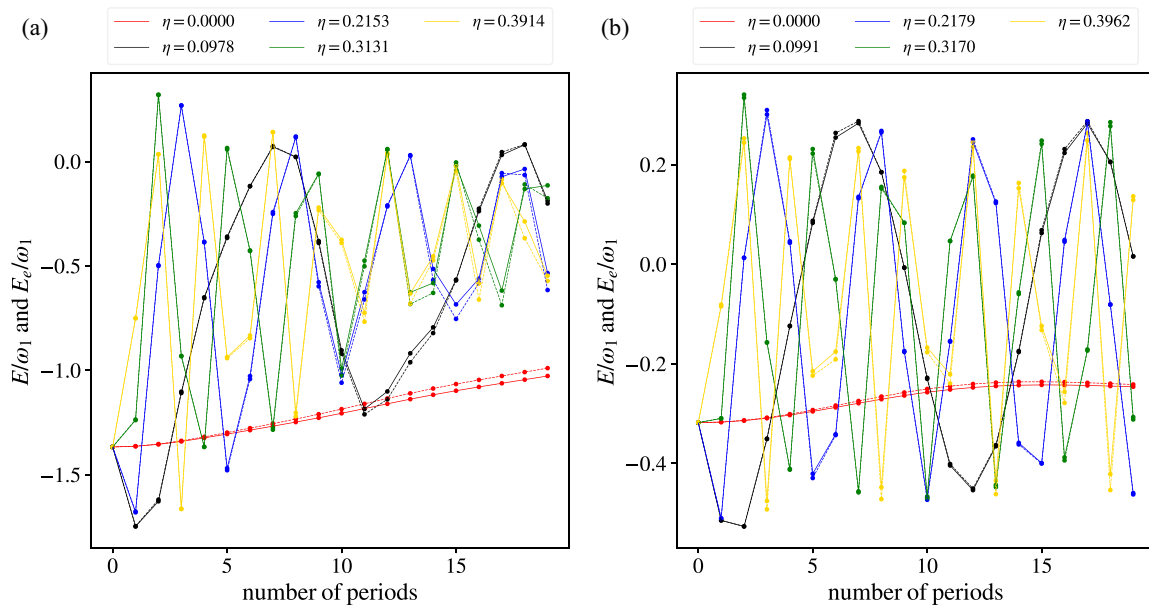 (a)
η = 0.0000 η = 0.2153 η = 0.3914
η = 0.0978 η = 0.3131
0.0
−0.5
−1.0
−1.5
E/ω₁ and Eₑ/ω₁
0 5 10 15
number of periods
(b)
η = 0.0000 η = 0.2179 η = 0.3962
η = 0.0991 η = 0.3170
0.2
0.0
−0.2
−0.4
E/ω₁ and Eₑ/ω₁
0 5 10 15
number of periods